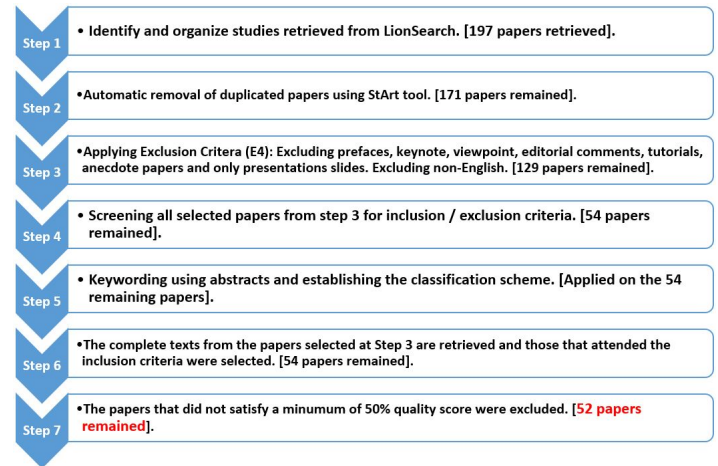 Step 1
• Identify and organize studies retrieved from LionSearch. [197 papers retrieved].
Step 2
•Automatic removal of duplicated papers using StArt tool. [171 papers remained].
Step 3
•Applying Exclusion Critera (E4): Excluding prefaces, keynote, viewpoint, editorial comments, tutorials,
anecdote papers and only presentations slides. Excluding non-English. [129 papers remained].
Step 4
• Screening all selected papers from step 3 for inclusion / exclusion criteria. [54 papers
remained].
Step 5
• Keywording using abstracts and establishing the classification scheme. [Applied on the 54
remaining papers].
Step 6
•The complete texts from the papers selected at Step 3 are retrieved and those that attended the
inclusion criteria were selected. [54 papers remained].
Step 7
•The papers that did not satisfy a minumum of 50% quality score were excluded. [52 papers
remained].